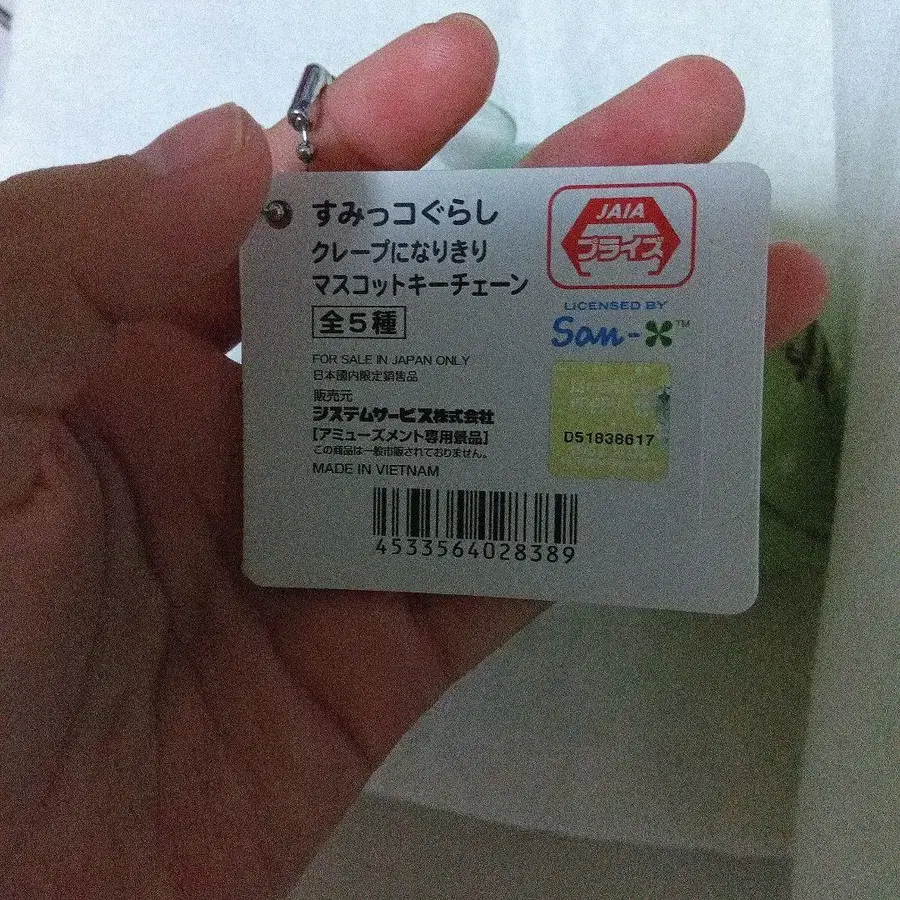 すみっコぐらし
クレープになりきり
マスコットキーチェーン
全5種
FOR SALE IN JAPAN ONLY
日本國内限定銷售品
販売元
システムサービス株式会社
[アミューズメント専用景品]
この商品は一般市販されておりません。
MADE IN VIETNAM
4533564028389
JAIA
プライズ
LICENSED BY
San-X™
D51838617